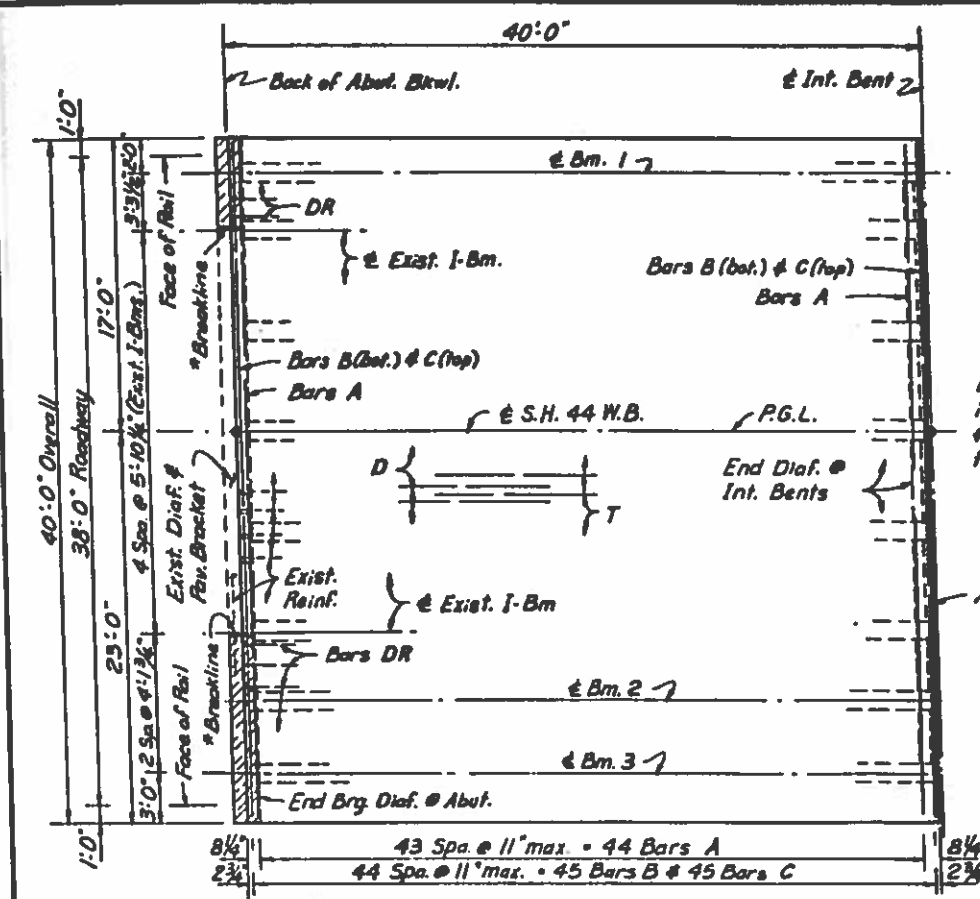 40'-0"
Back of Abut. Bkwl.
¢ Int. Bent
1'-0"
2'-0"
3'-3½"
¢ Bm. 1
DR
Face of Rail
¢ Exist. I-Bm.
*Breakline
17'-0"
Bars B (bot.) & C (top)
Bars A
Bars B (bot.) & C (top)
Bars A
40'-0" Overall
38'-0" Roadway
4 Spa. @ 5'-10¼" (Exist. I-Bms.)
¢ S.H. 44 W.B.
P.G.L.
D
T
End Diaf. @
Int. Bents
Exist. Diaf. &
Pav. Bracket
Exist.
Reinf.
¢ Exist. I-Bm
23'-0"
Bars DR
*Breakline
2 Spa @ 4'-1¾"
¢ Bm. 2
Face of Rail
¢ Bm. 3
3'-0"
End Brg. Diaf. @ Abut.
1'-0"
8¼"
43 Spa. @ 11" max. = 44 Bars A
8¼"
2¾"
44 Spa. @ 11" max. = 45 Bars B & 45 Bars C
2¾"